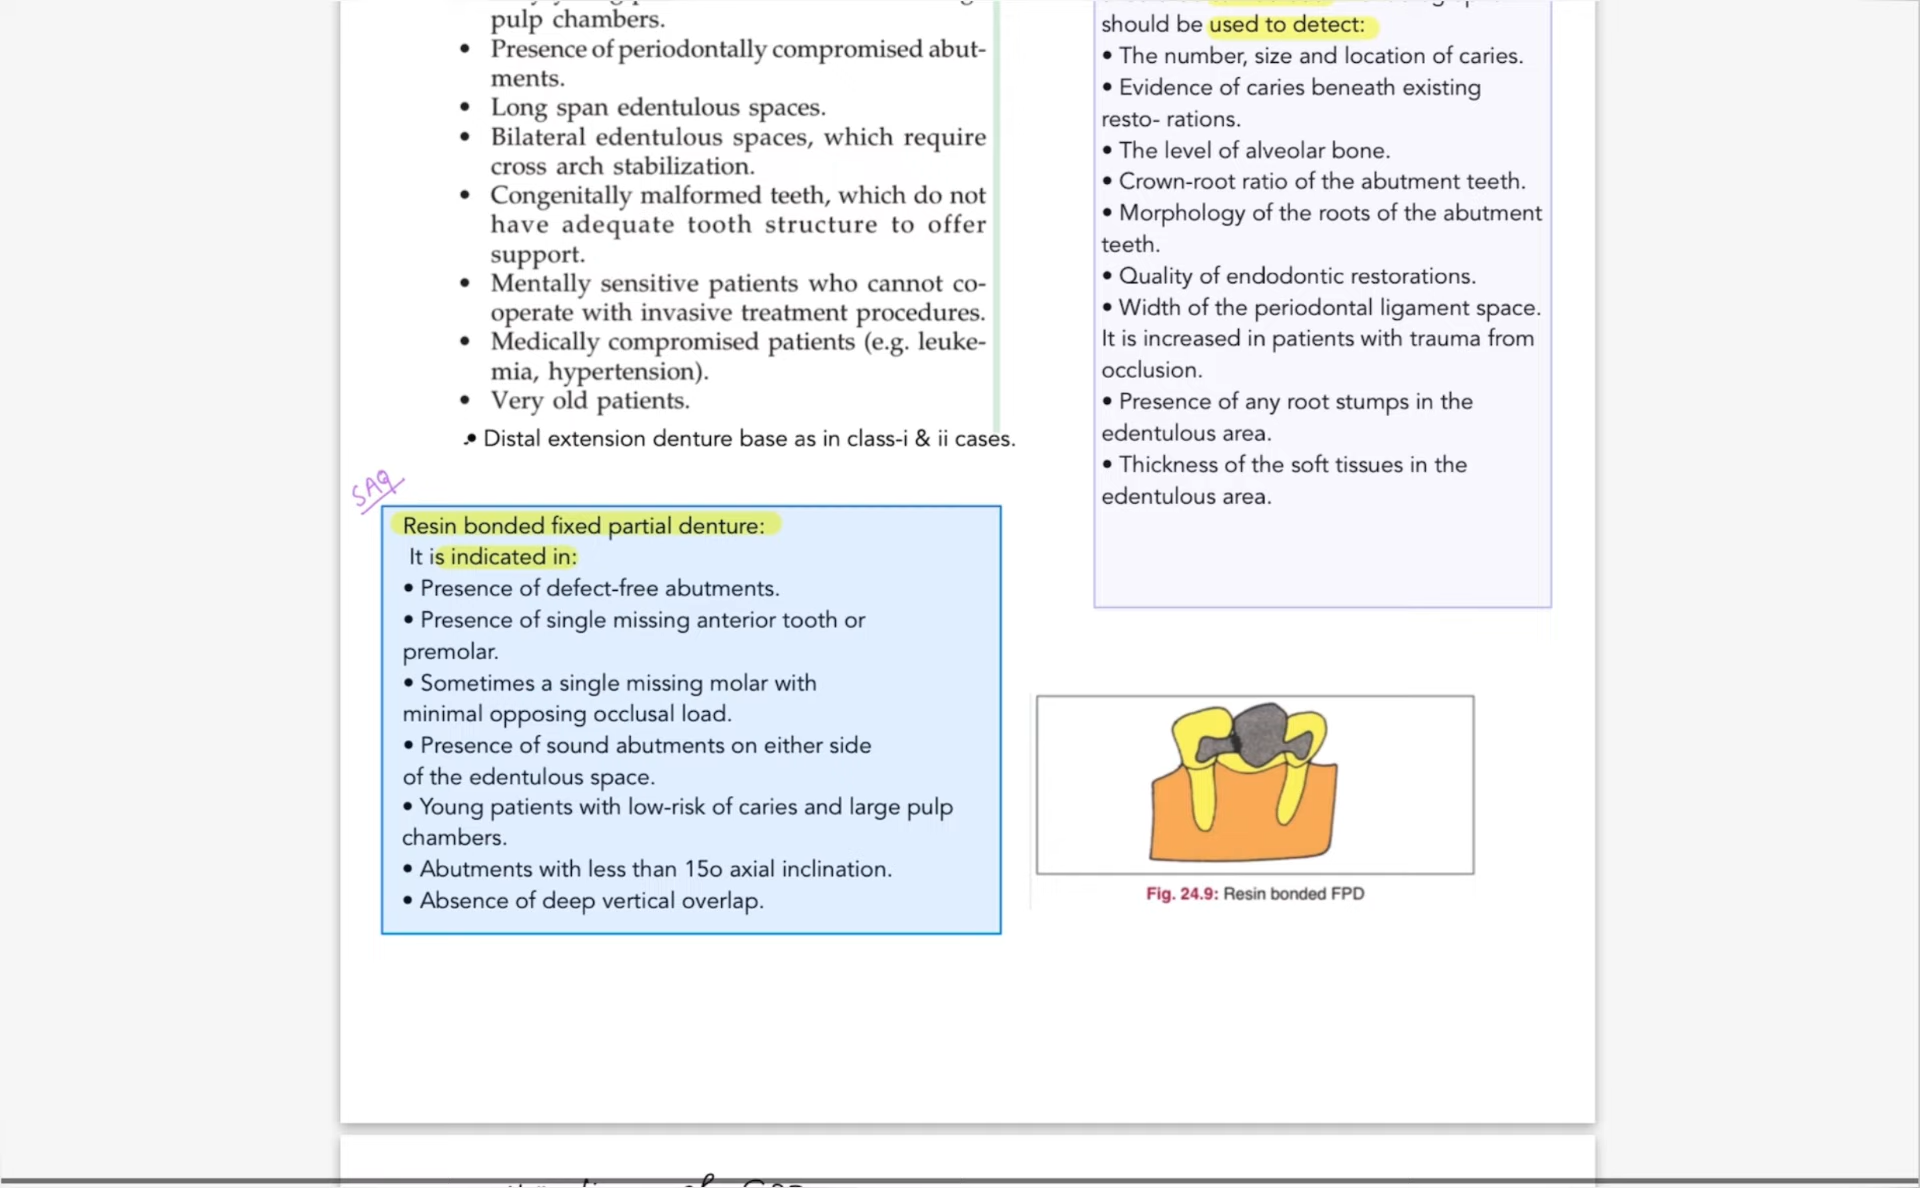 pulp chambers.
• Presence of periodontally compromised abut-
ments.
• Long span edentulous spaces.
• Bilateral edentulous spaces, which require
cross arch stabilization.
• Congenitally malformed teeth, which do not
have adequate tooth structure to offer
support.
• Mentally sensitive patients who cannot co-
operate with invasive treatment procedures.
• Medically compromised patients (e.g. leuke-
mia, hypertension).
• Very old patients.
• Distal extension denture base as in class-i & ii cases.
SAQ
Resin bonded fixed partial denture:
It is indicated in:
• Presence of defect-free abutments.
• Presence of single missing anterior tooth or
premolar.
• Sometimes a single missing molar with
minimal opposing occlusal load.
• Presence of sound abutments on either side
of the edentulous space.
• Young patients with low-risk of caries and large pulp
chambers.
• Abutments with less than 15o axial inclination.
• Absence of deep vertical overlap.
should be used to detect:
• The number, size and location of caries.
• Evidence of caries beneath existing
resto- rations.
• The level of alveolar bone.
• Crown-root ratio of the abutment teeth.
• Morphology of the roots of the abutment
teeth.
• Quality of endodontic restorations.
• Width of the periodontal ligament space.
It is increased in patients with trauma from
occlusion.
• Presence of any root stumps in the
edentulous area.
• Thickness of the soft tissues in the
edentulous area.
Fig. 24.9: Resin bonded FPD